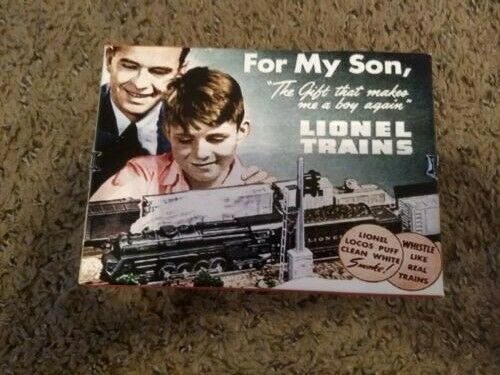 For My Son,
"The Gift that makes
me a boy again"
LIONEL
TRAINS
LIONEL
LIONEL
LOCOS PUFF
CLEAN WHITE
Smoke!
WHISTLE
LIKE
REAL
TRAINS